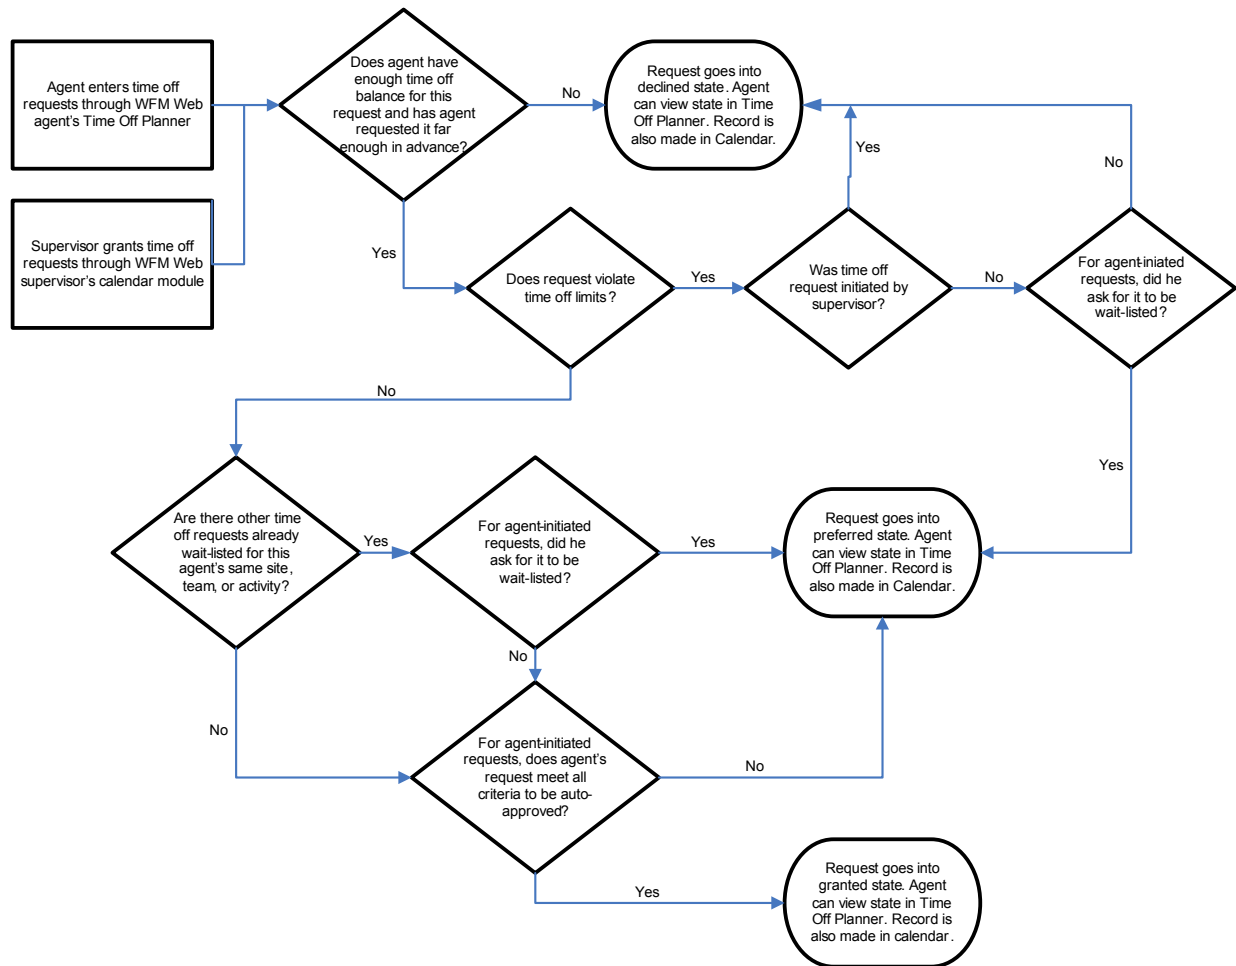 Agent enters time off
requests through WFM Web
agent's Time Off Planner
Does agent have
enough time off
balance for this
request and has agent
requested it far
enough in advance?
No
Request goes into
declined state. Agent
can view state in Time
Off Planner. Record is
also made in Calendar.
Yes
No
Supervisor grants time off
requests through WFM Web
supervisor's calendar module
Yes
Does request violate
time off limits?
Yes
Was time off
request initiated by
supervisor?
No
For agent-iniated
requests, did he
ask for it to be
wait-listed?
No
Yes
Are there other time
off requests already
wait-listed for this
agent's same site,
team, or activity?
Yes
For agent-initiated
requests, did he
ask for it to be
wait-listed?
Yes
Request goes into
preferred state. Agent
can view state in Time
Off Planner. Record is
also made in Calendar.
No
No
For agent-initiated
requests, does agent's
request meet all
criteria to be auto-
approved?
No
Yes
Request goes into
granted state. Agent
can view state in Time
Off Planner. Record is
also made in calendar.